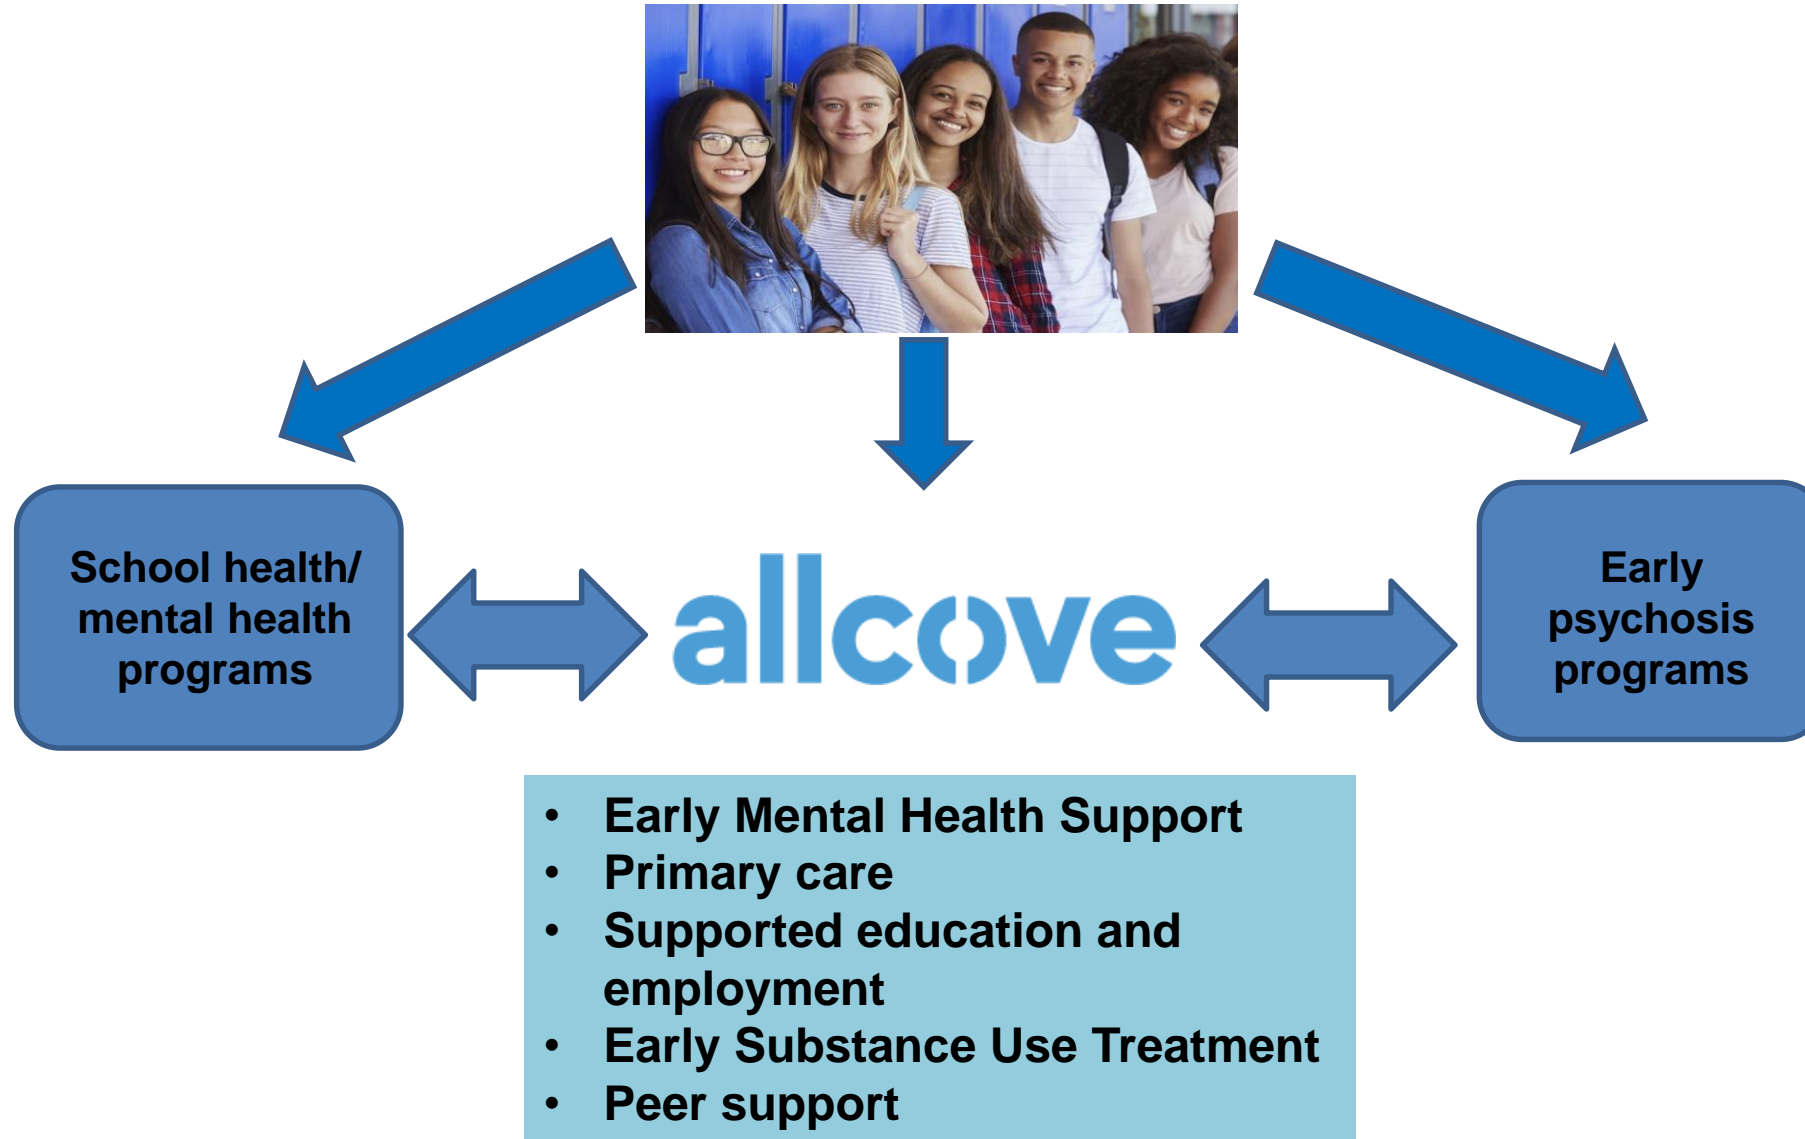 School health/
mental health
programs
allcove
Early
psychosis
programs
• Early Mental Health Support
• Primary care
• Supported education and
employment
• Early Substance Use Treatment
• Peer support